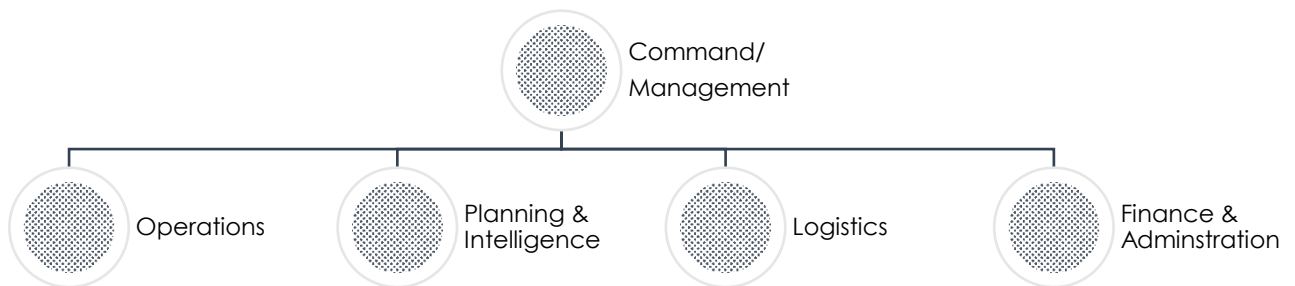 Command/
Management
Operations
Planning &
Intelligence
Logistics
Finance &
Adminstration